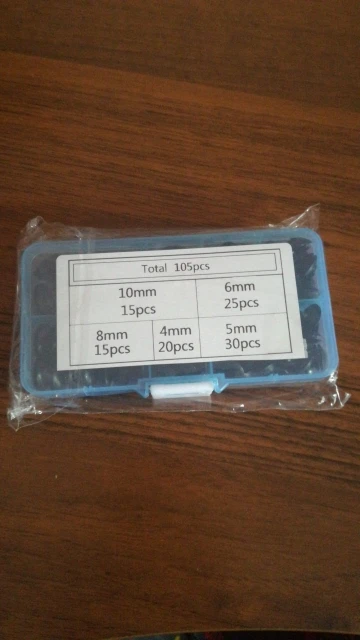 Total 105pcs
10mm
15pcs
6mm
25pcs
8mm
15pcs
4mm
20pcs
5mm
30pcs